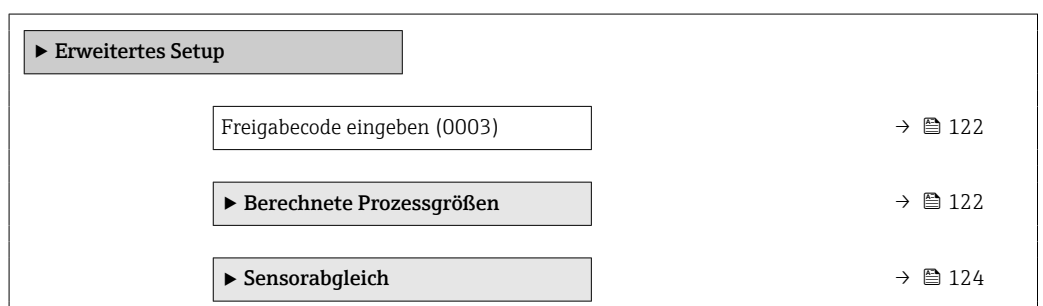 ▶ Erweitertes Setup
Freigabecode eingeben (0003) → 122
▶ Berechnete Prozessgrößen → 122
▶ Sensorabgleich → 124